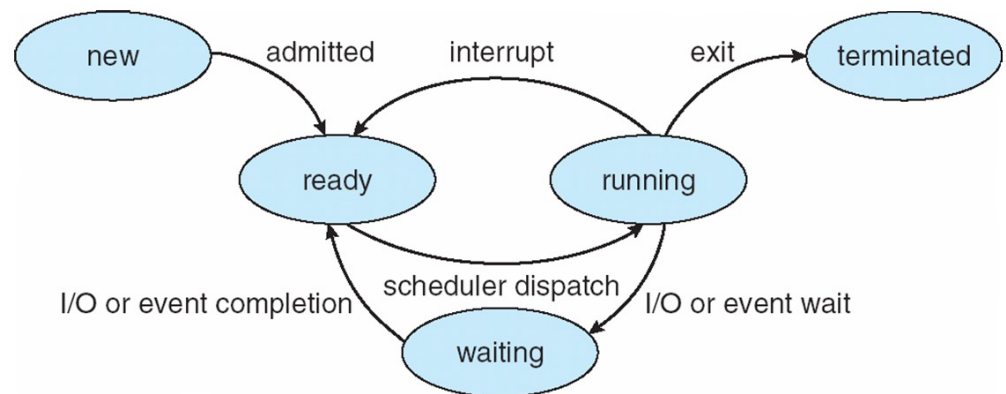 new
admitted
interrupt
exit
terminated
ready
running
I/O or event completion
scheduler dispatch
I/O or event wait
waiting